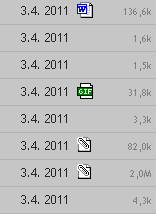 3.4. 2011 W 136,6k
3.4. 2011 1,6k
3.4. 2011 1,5k
3.4. 2011 GIF 31,8k
3.4. 2011 3,3k
3.4. 2011 82,0k
3.4. 2011 2,0M
3.4. 2011 4,3k